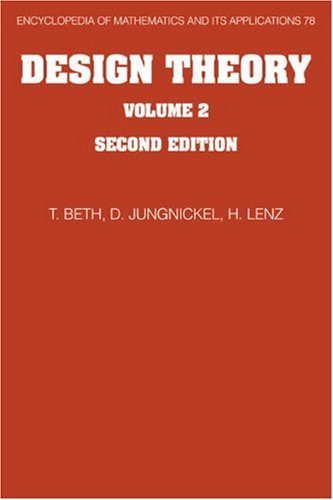 ENCYCLOPEDIA OF MATHEMATICS AND ITS APPLICATIONS 78
DESIGN THEORY
VOLUME 2
SECOND EDITION
T. BETH, D. JUNGNICKEL, H. LENZ